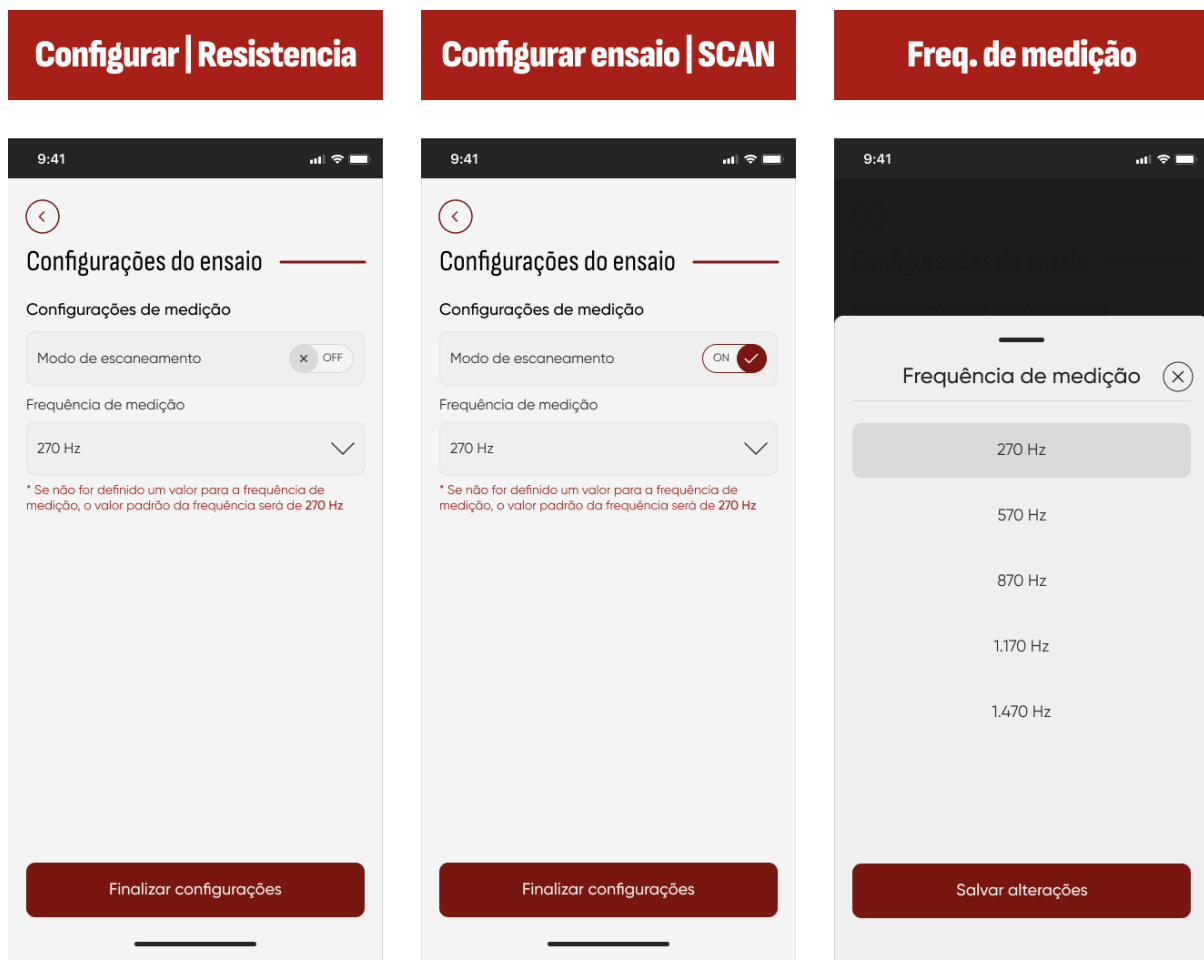 Configurar | Resistencia
9:41
Configurações do ensaio
Configurações de medição
Modo de escaneamento
OFF
Frequência de medição
270 Hz
* Se não for definido um valor para a frequência de
medição, o valor padrão da frequência será de 270 Hz
Finalizar configurações
Configurar ensaio | SCAN
9:41
Configurações do ensaio
Configurações de medição
Modo de escaneamento
ON
Frequência de medição
270 Hz
* Se não for definido um valor para a frequência de
medição, o valor padrão da frequência será de 270 Hz
Finalizar configurações
Freq. de medição
9:41
Configurações do ensaio
Frequência de medição
270 Hz
570 Hz
870 Hz
1.170 Hz
1.470 Hz
Salvar alterações